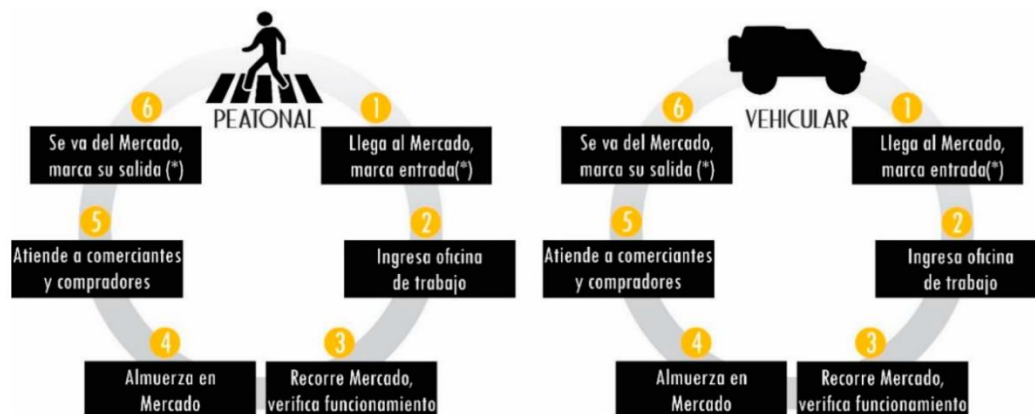 PEATONAL
1
Llega al Mercado,
marca entrada(*)
2
Ingresa oficina
de trabajo
3
Recorre Mercado,
verifica funcionamiento
4
Almuerza en
Mercado
5
Atiende a comerciantes
y compradores
6
Se va del Mercado,
marca su salida (*)
VEHICULAR
1
Llega al Mercado,
marca entrada(*)
2
Ingresa oficina
de trabajo
3
Recorre Mercado,
verifica funcionamiento
4
Almuerza en
Mercado
5
Atiende a comerciantes
y compradores
6
Se va del Mercado,
marca su salida (*)